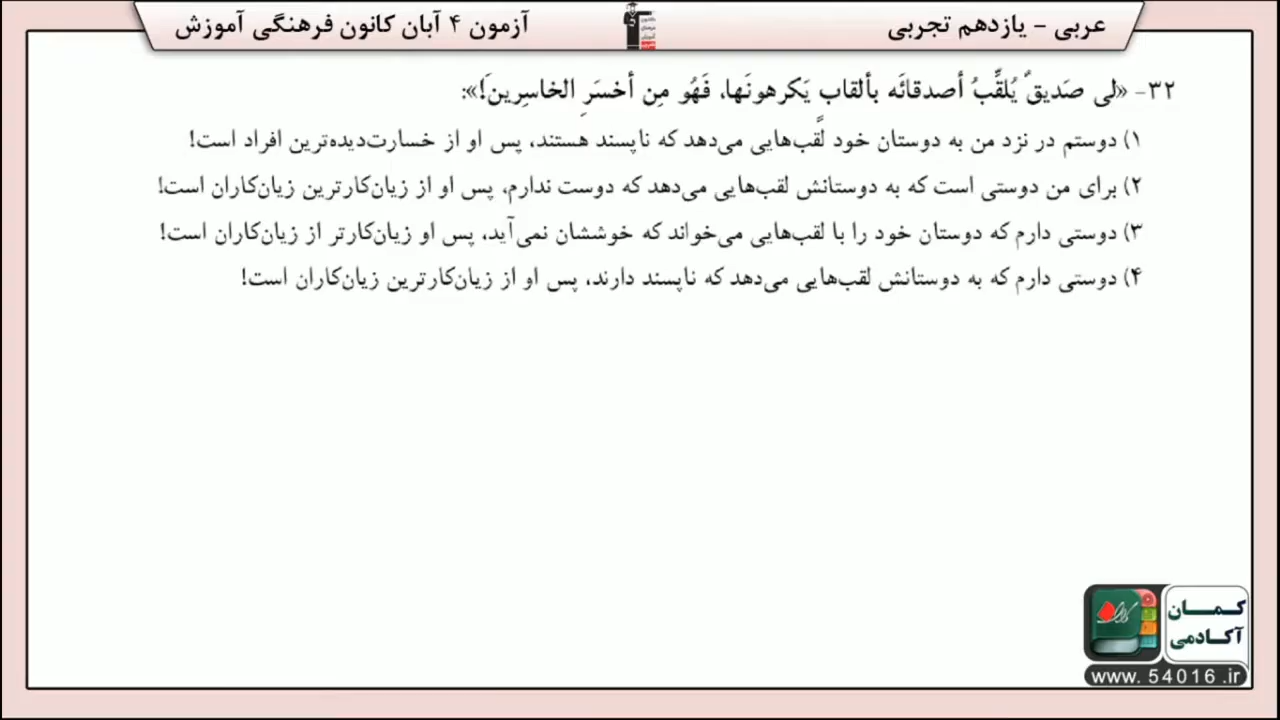 عربی - یازدهم تجربی
آزمون ۴ آبان کانون فرهنگی آموزش
۳۲- «لی صَدیقٌ یُلقِّبُ أصدقائَه بألقابٍ یَکرهونَها، فَهُو مِن أخسَرِ الخاسِرینَ!»:
۱) دوستم در نزد من به دوستان خود لقب‌هایی می‌دهد که ناپسند هستند، پس او از خسارت‌دیده‌ترین افراد است!
۲) برای من دوستی است که به دوستانش لقب‌هایی می‌دهد که دوست ندارم، پس او از زیان‌کارترین زیان‌کاران است!
۳) دوستی دارم که دوستان خود را با لقب‌هایی می‌خواند که خوششان نمی‌آید، پس او زیان‌کارتر از زیان‌کاران است!
۴) دوستی دارم که به دوستانش لقب‌هایی می‌دهد که ناپسند دارند، پس او از زیان‌کارترین زیان‌کاران است!
کمان
آکادمی
www. 54016 .ir